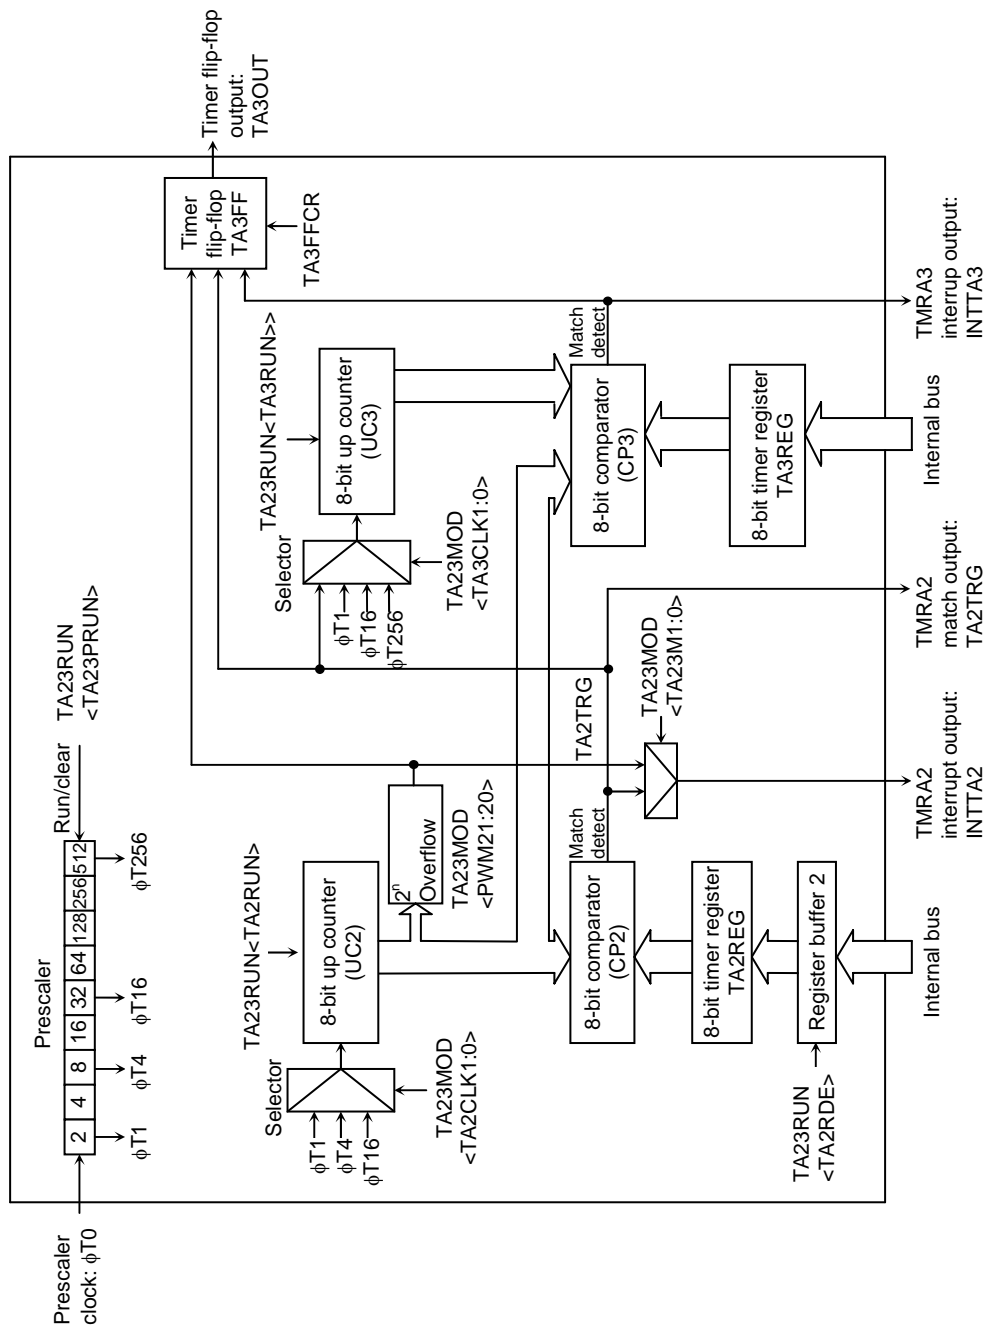 Prescaler
clock: ϕT0
Prescaler
2 4 8 16 32 64 128 256 512
Run/clear
TA23RUN
<TA23PRUN>
ϕT1
ϕT4
ϕT16
ϕT256
TA23RUN<TA2RUN>
Selector
ϕT1
ϕT4
ϕT16
TA23MOD
<TA2CLK1:0>
8-bit up counter
(UC2)
2n
Overflow
TA23MOD
<PWM21:20>
TA23RUN<TA3RUN>>
Selector
ϕT1
ϕT16
ϕT256
TA23MOD
<TA3CLK1:0>
8-bit up counter
(UC3)
Timer
flip-flop
TA3FF
TA3FFCR
Timer flip-flop
output:
TA3OUT
8-bit comparator
(CP2)
Match
detect
TA2TRG
8-bit comparator
(CP3)
Match
detect
8-bit timer register
TA2REG
TA23MOD
<TA23M1:0>
8-bit timer register
TA3REG
Register buffer 2
TA23RUN
<TA2RDE>
Internal bus
TMRA2
interrupt output:
INTTA2
TMRA2
match output:
TA2TRG
Internal bus
TMRA3
interrup output:
INTTA3